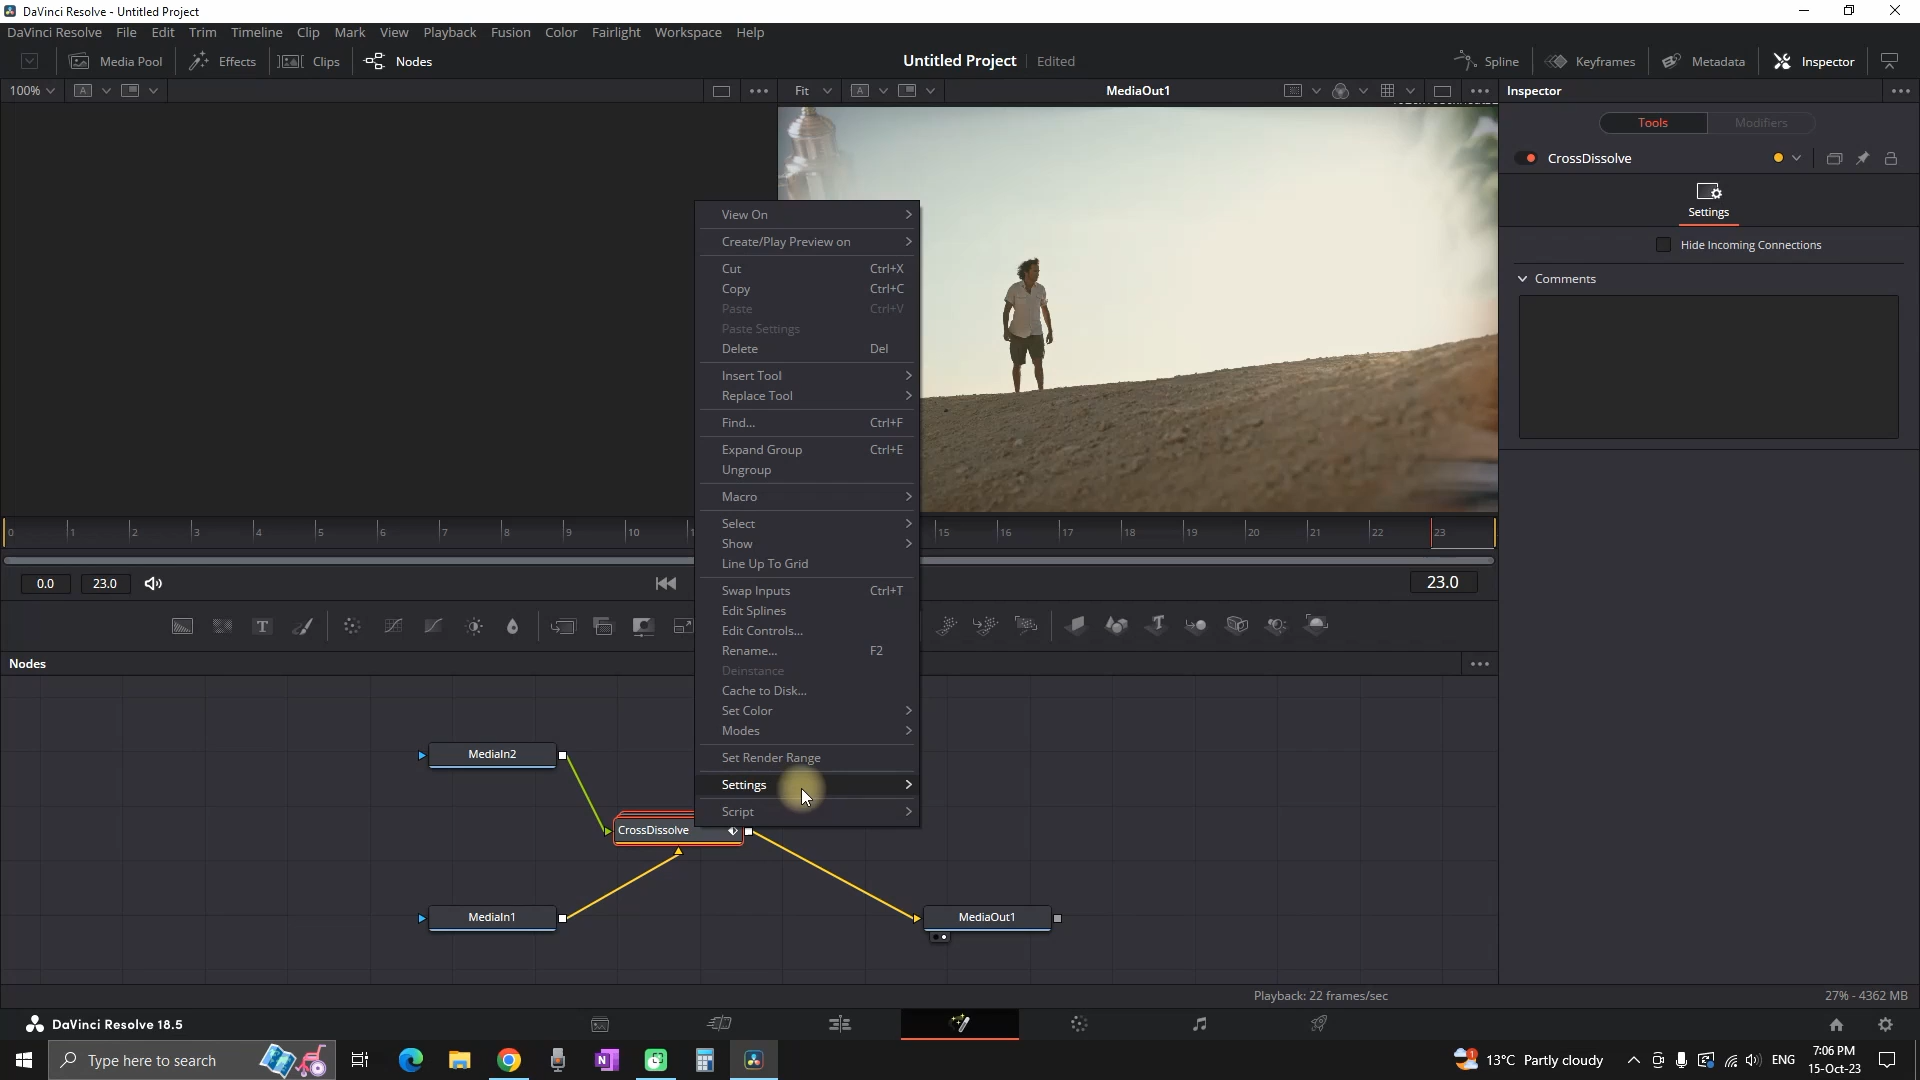 DaVinci Resolve - Untitled Project
DaVinci Resolve File Edit Trim Timeline Clip Mark View Playback Fusion Color Fairlight Workspace Help
Media Pool Effects Clips Nodes Untitled Project Edited Spline Keyframes Metadata Inspector
100% A Fit A MediaOut1 Inspector
Tools Modifiers
CrossDissolve
Settings
Hide Incoming Connections
Comments
View On
Create/Play Preview on
Cut Ctrl+X
Copy Ctrl+C
Paste Ctrl+V
Paste Settings
Delete Del
Insert Tool
Replace Tool
Find... Ctrl+F
Expand Group Ctrl+E
Ungroup
Macro
Select
Show
Line Up To Grid
Swap Inputs Ctrl+T
Edit Splines
Edit Controls...
Rename... F2
Deinstance
Cache to Disk...
Set Color
Modes
Set Render Range
Settings
Script
0 1 2 3 4 5 6 7 8 9 10 15 16 17 18 19 20 21 22 23
0.0 23.0 23.0
Nodes
MediaIn2
CrossDissolve
MediaIn1 MediaOut1
Playback: 22 frames/sec 27% - 4362 MB
DaVinci Resolve 18.5
Type here to search 13°C Partly cloudy ENG 7:06 PM
15-Oct-23